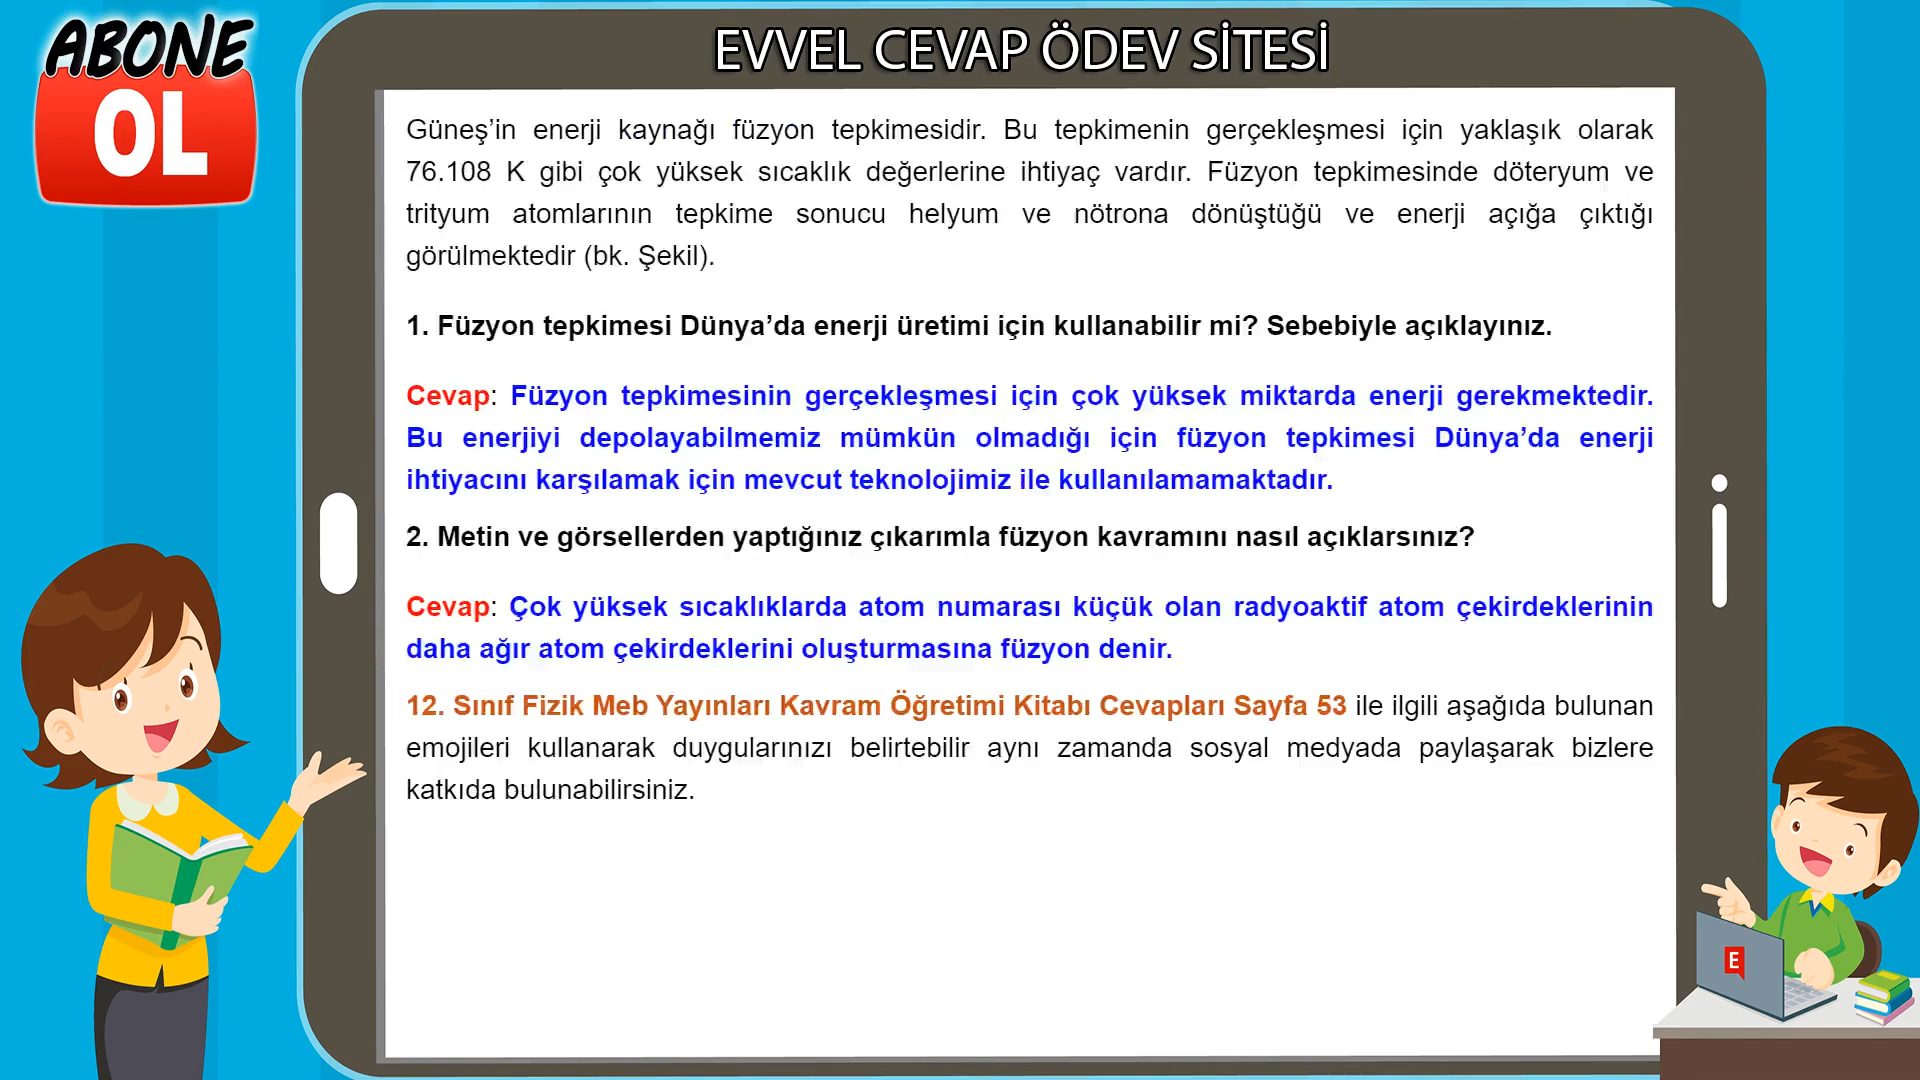 ABONE
OL
EVVEL CEVAP ÖDEV SİTESİ
Güneş’in enerji kaynağı füzyon tepkimesidir. Bu tepkimenin gerçekleşmesi için yaklaşık olarak
76.108 K gibi çok yüksek sıcaklık değerlerine ihtiyaç vardır. Füzyon tepkimesinde döteryum ve
trityum atomlarının tepkime sonucu helyum ve nötrona dönüştüğü ve enerji açığa çıktığı
görülmektedir (bk. Şekil).
1. Füzyon tepkimesi Dünya’da enerji üretimi için kullanabilir mi? Sebebiyle açıklayınız.
Cevap: Füzyon tepkimesinin gerçekleşmesi için çok yüksek miktarda enerji gerekmektedir.
Bu enerjiyi depolayabilmemiz mümkün olmadığı için füzyon tepkimesi Dünya’da enerji
ihtiyacını karşılamak için mevcut teknolojimiz ile kullanılamamaktadır.
2. Metin ve görsellerden yaptığınız çıkarımla füzyon kavramını nasıl açıklarsınız?
Cevap: Çok yüksek sıcaklıklarda atom numarası küçük olan radyoaktif atom çekirdeklerinin
daha ağır atom çekirdeklerini oluşturmasına füzyon denir.
12. Sınıf Fizik Meb Yayınları Kavram Öğretimi Kitabı Cevapları Sayfa 53 ile ilgili aşağıda bulunan
emojileri kullanarak duygularınızı belirtebilir aynı zamanda sosyal medyada paylaşarak bizlere
katkıda bulunabilirsiniz.
E